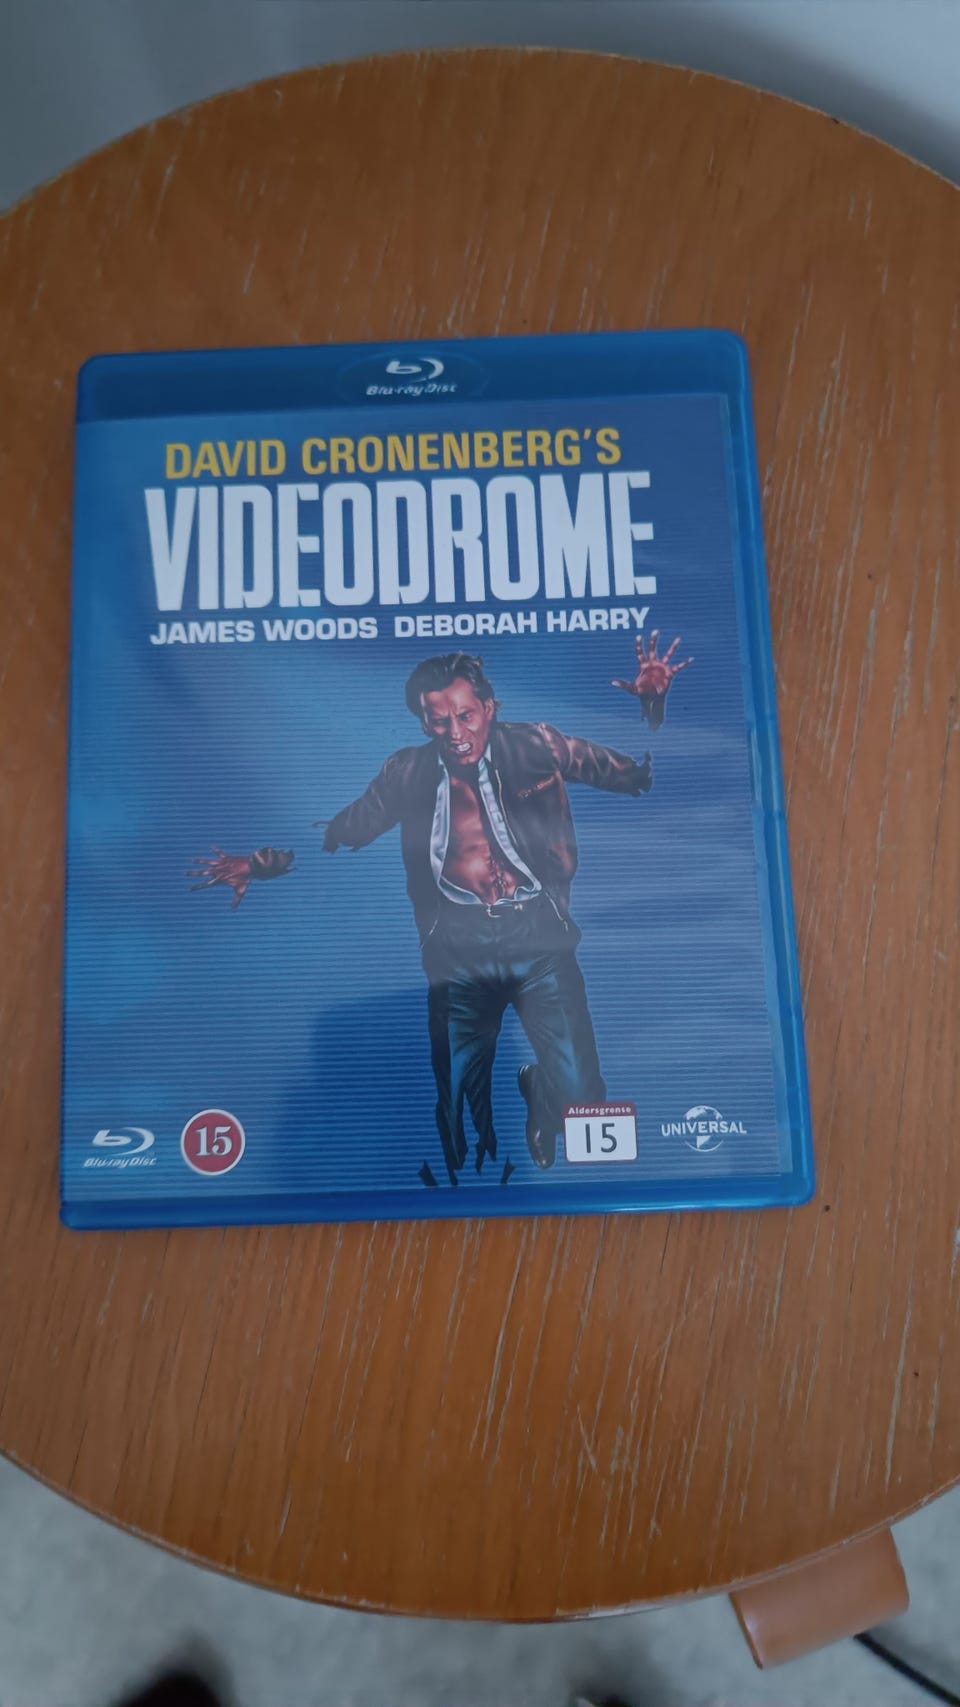 Blu-ray Disc
DAVID CRONENBERG'S
VIDEODROME
JAMES WOODS DEBORAH HARRY
Blu-ray Disc
15
Aldersgrense
15
UNIVERSAL